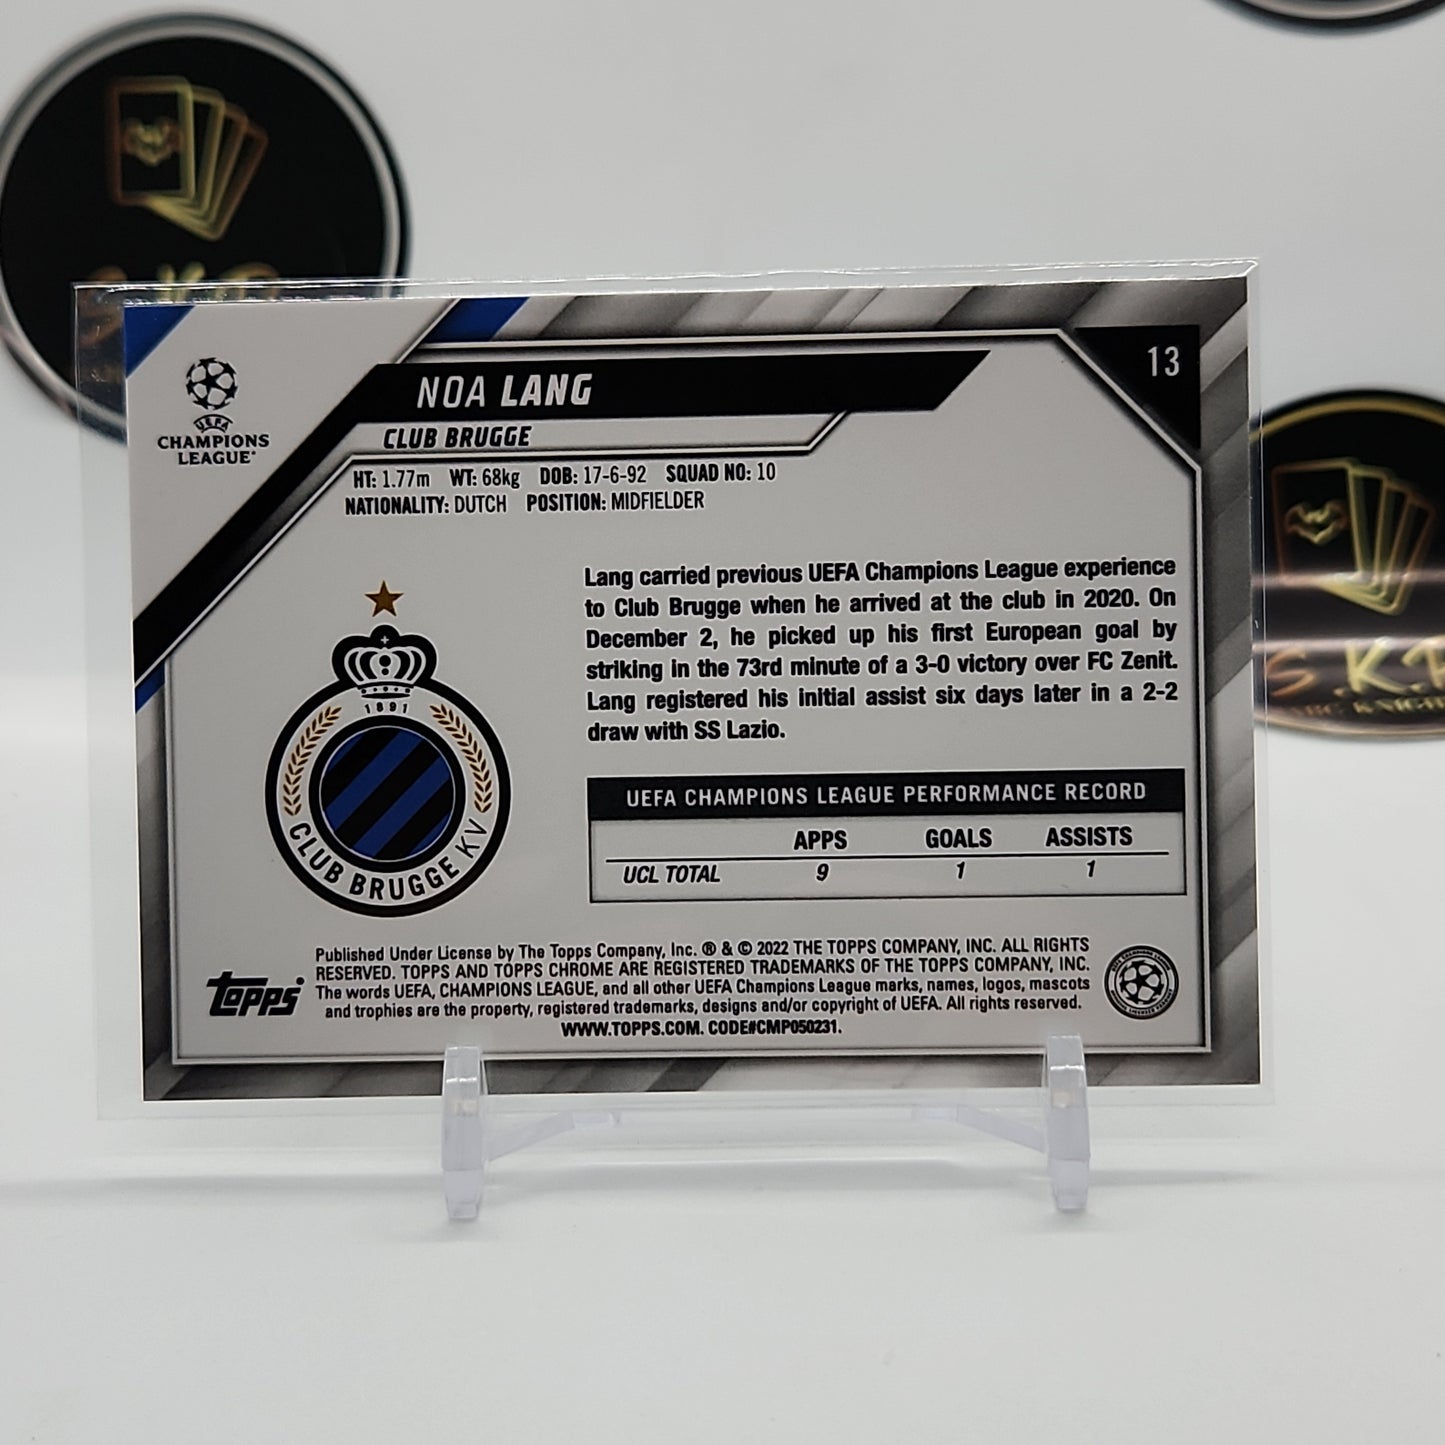 S.K.R
13
NOA LANG
CLUB BRUGGE
UEFA
CHAMPIONS
LEAGUE
HT: 1.77m WT: 68kg DOB: 17-6-92 SQUAD NO: 10
NATIONALITY: DUTCH POSITION: MIDFIELDER
Lang carried previous UEFA Champions League experience
to Club Brugge when he arrived at the club in 2020. On
December 2, he picked up his first European goal by
striking in the 73rd minute of a 3-0 victory over FC Zenit.
Lang registered his initial assist six days later in a 2-2
draw with SS Lazio.
1891
CLUB BRUGGE KV
UEFA CHAMPIONS LEAGUE PERFORMANCE RECORD
APPS GOALS ASSISTS
UCL TOTAL 9 1 1
topps
Published Under License by The Topps Company, Inc. ® & © 2022 THE TOPPS COMPANY, INC. ALL RIGHTS
RESERVED. TOPPS AND TOPPS CHROME ARE REGISTERED TRADEMARKS OF THE TOPPS COMPANY, INC.
The words UEFA, CHAMPIONS LEAGUE, and all other UEFA Champions League marks, names, logos, mascots
and trophies are the property, registered trademarks, designs and/or copyright of UEFA. All rights reserved.
WWW.TOPPS.COM. CODE#CMP050231.